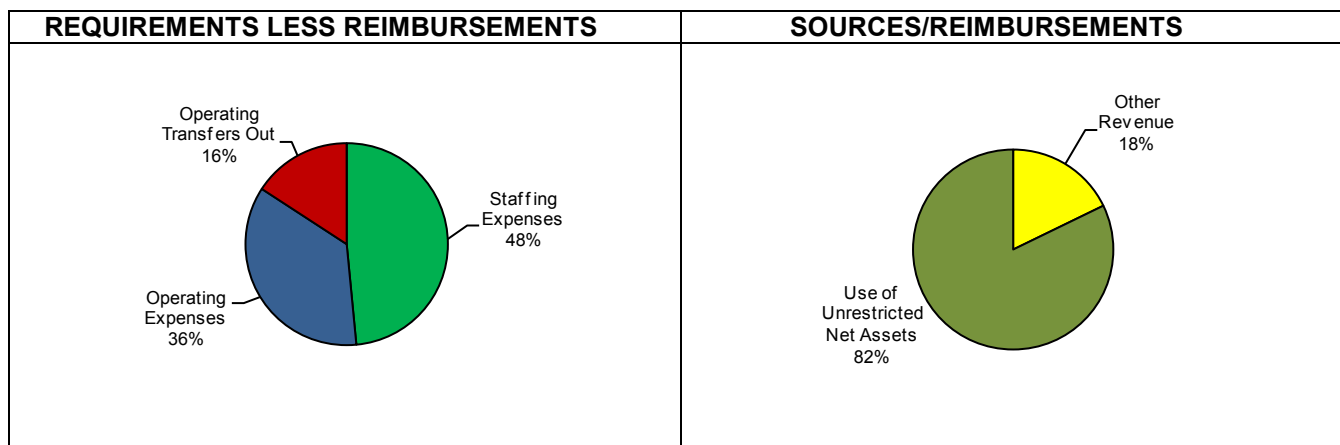 REQUIREMENTS LESS REIMBURSEMENTS
SOURCES/REIMBURSEMENTS
Operating
Transfers Out
16%
Staffing
Expenses
48%
Operating
Expenses
36%
Other
Revenue
18%
Use of
Unrestricted
Net Assets
82%